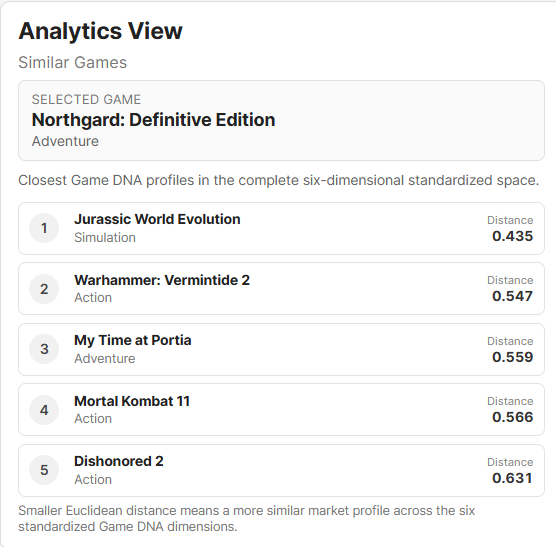 Analytics View
Similar Games
SELECTED GAME
Northgard: Definitive Edition
Adventure
Closest Game DNA profiles in the complete six-dimensional standardized space.
1
Jurassic World Evolution
Simulation
Distance
0.435
2
Warhammer: Vermintide 2
Action
Distance
0.547
3
My Time at Portia
Adventure
Distance
0.559
4
Mortal Kombat 11
Action
Distance
0.566
5
Dishonored 2
Action
Distance
0.631
Smaller Euclidean distance means a more similar market profile across the six
standardized Game DNA dimensions.